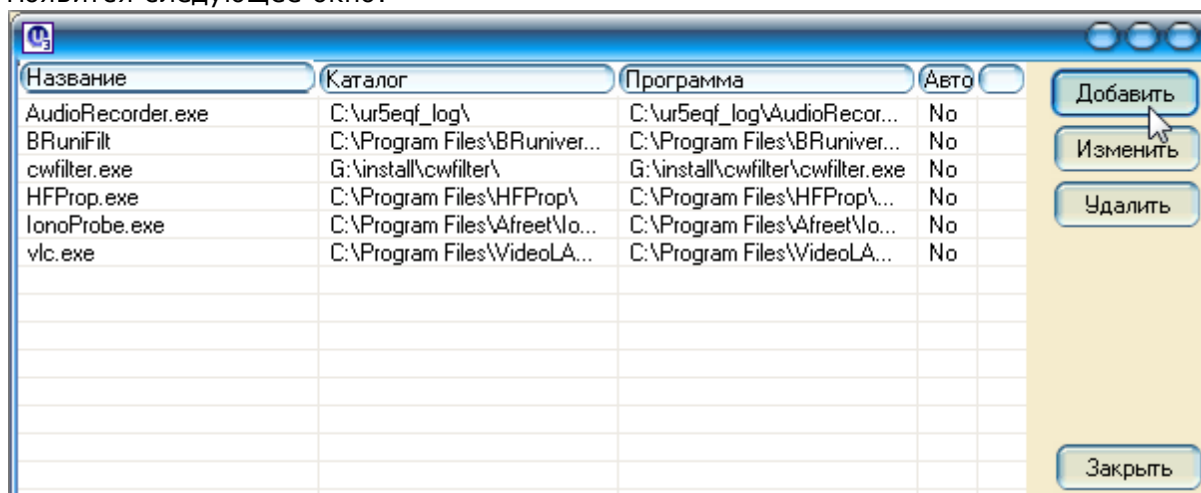 появится следующее окно:
Название Каталог Программа Авто
AudioRecorder.exe C:\ur5eqf_log\ C:\ur5eqf_log\AudioRecor... No
BRuniFilt C:\Program Files\BRuniver... C:\Program Files\BRuniver... No
cwfilter.exe G:\install\cwfilter\ G:\install\cwfilter\cwfilter.exe No
HFProp.exe C:\Program Files\HFProp\ C:\Program Files\HFProp\... No
IonoProbe.exe C:\Program Files\Afreet\Io... C:\Program Files\Afreet\Io... No
vlc.exe C:\Program Files\VideoLA... C:\Program Files\VideoLA... No
Добавить
Изменить
Удалить
Закрыть